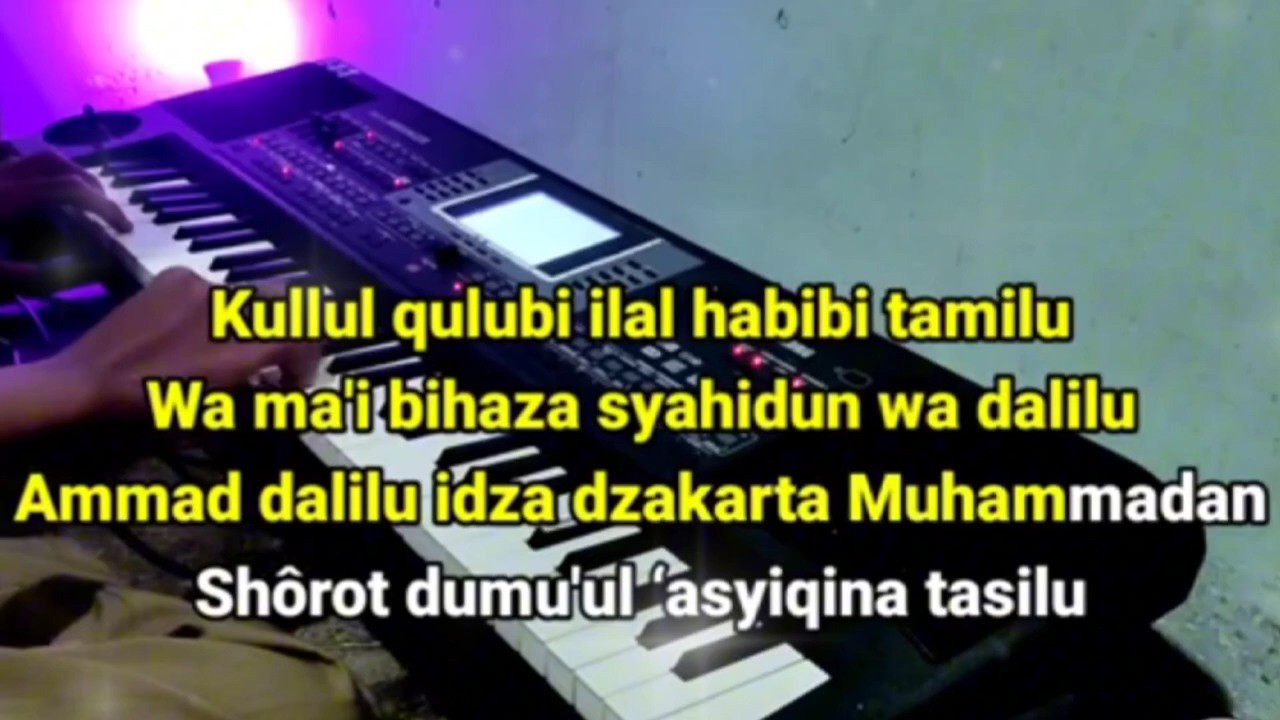 Kullul qulubi ilal habibi tamilu
Wa ma'i bihaza syahidun wa dalilu
Ammad dalilu idza dzakarta Muhammadan
Shôrot dumu'ul ‘asyiqina tasilu